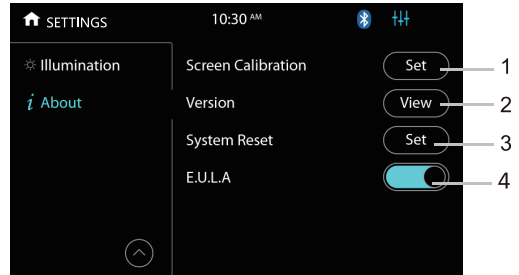 SETTINGS 10:30 AM
Illumination Screen Calibration Set 1
i About Version View 2
System Reset Set 3
E.U.L.A 4